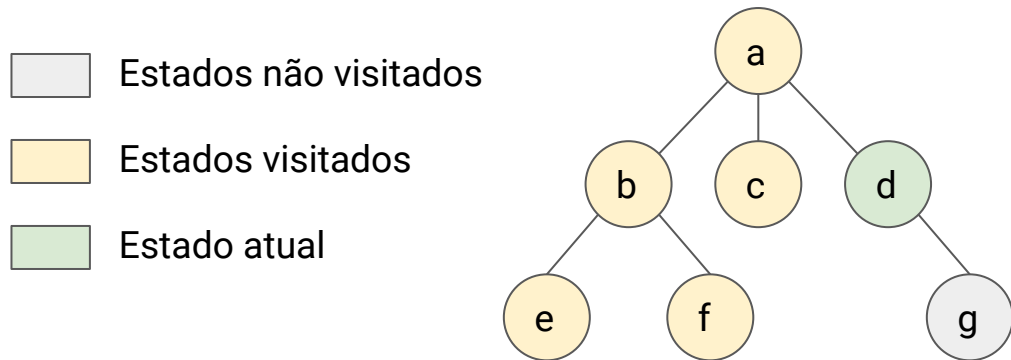 a
Estados não visitados
Estados visitados
b
c
d
Estado atual
e
f
g